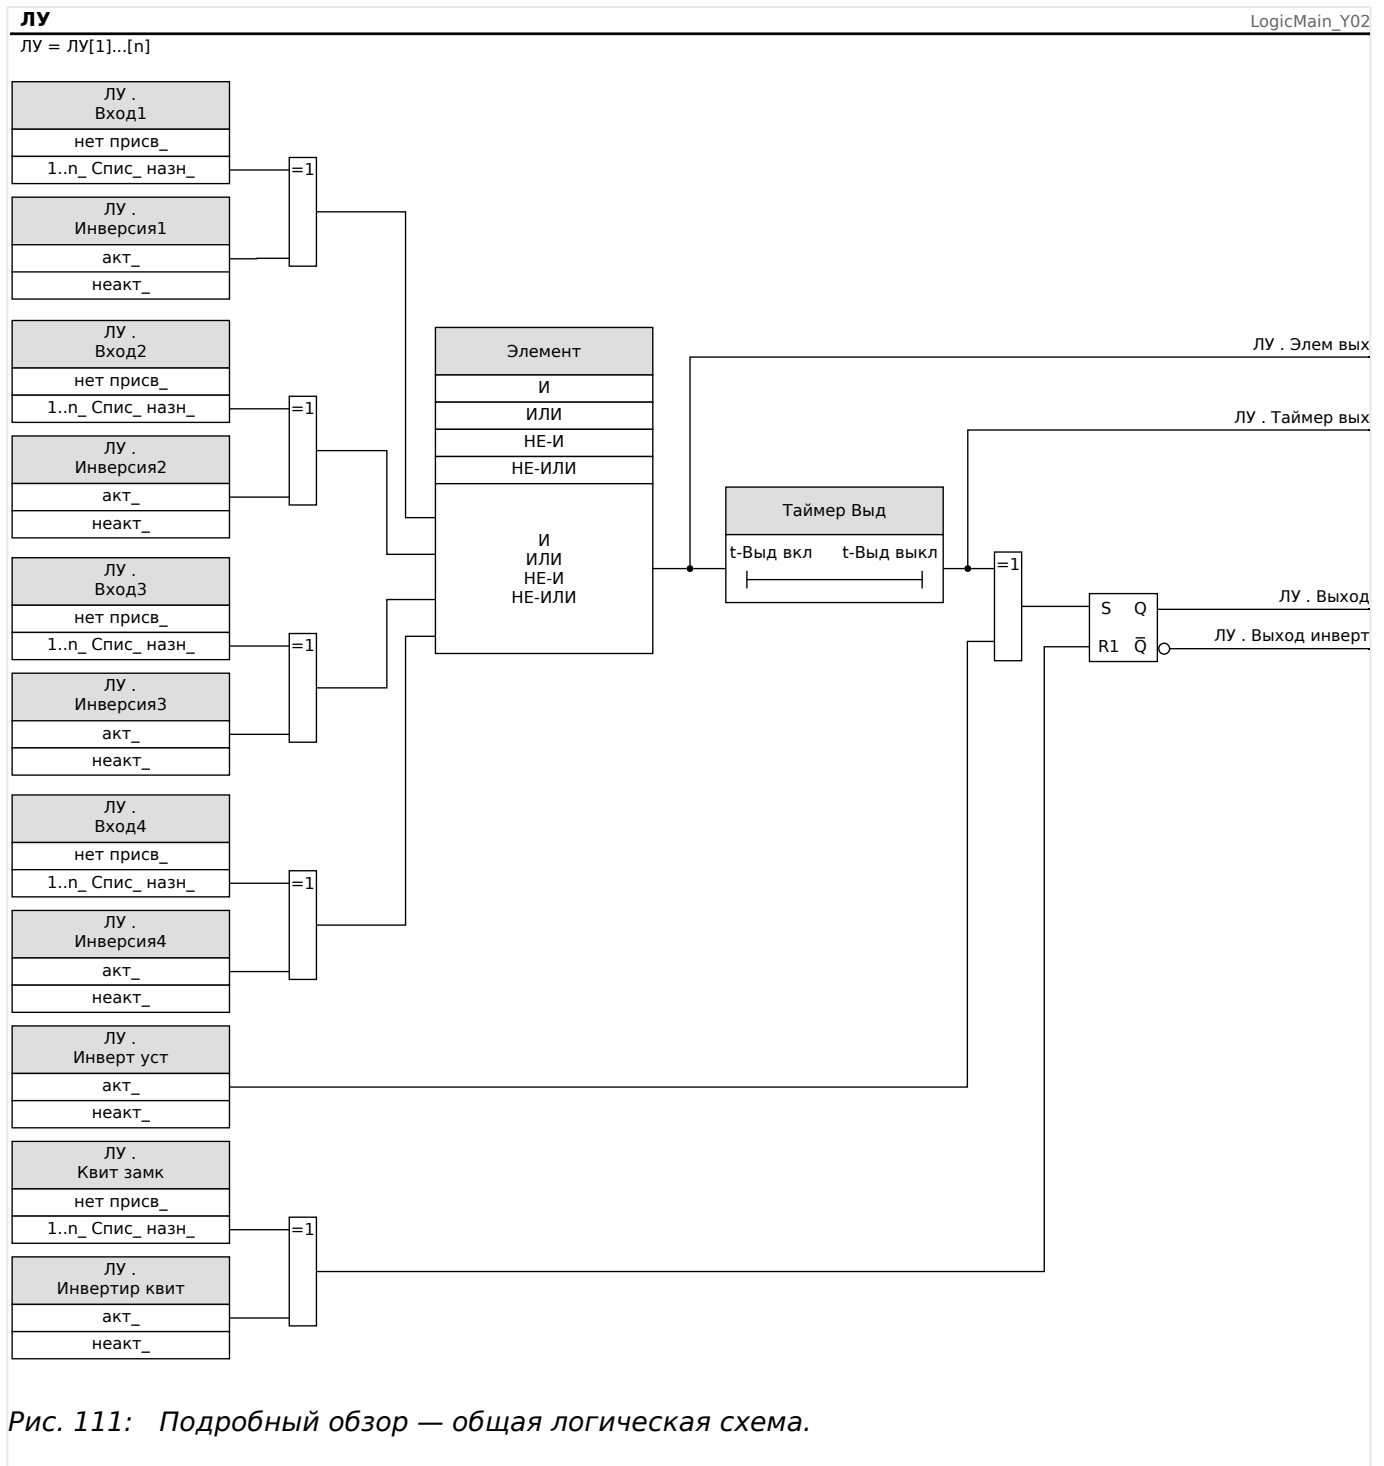 ЛУ
LogicMain_Y02
ЛУ = ЛУ[1]...[n]
ЛУ .
Вход1
нет присв_
1..n_ Спис_ назн_
=1
ЛУ .
Инверсия1
акт_
неакт_
ЛУ .
Вход2
нет присв_
1..n_ Спис_ назн_
=1
ЛУ .
Инверсия2
акт_
неакт_
ЛУ .
Вход3
нет присв_
1..n_ Спис_ назн_
=1
ЛУ .
Инверсия3
акт_
неакт_
ЛУ .
Вход4
нет присв_
1..n_ Спис_ назн_
=1
ЛУ .
Инверсия4
акт_
неакт_
ЛУ .
Инверт уст
акт_
неакт_
ЛУ .
Квит замк
нет присв_
1..n_ Спис_ назн_
=1
ЛУ .
Инвертир квит
акт_
неакт_
Элемент
И
ИЛИ
НЕ-И
НЕ-ИЛИ
И
ИЛИ
НЕ-И
НЕ-ИЛИ
ЛУ . Элем вых
ЛУ . Таймер вых
Таймер Выд
t-Выд вкл t-Выд выкл
=1
S Q
R1 Q̅
ЛУ . Выход
ЛУ . Выход инверт
Рис. 111: Подробный обзор — общая логическая схема.